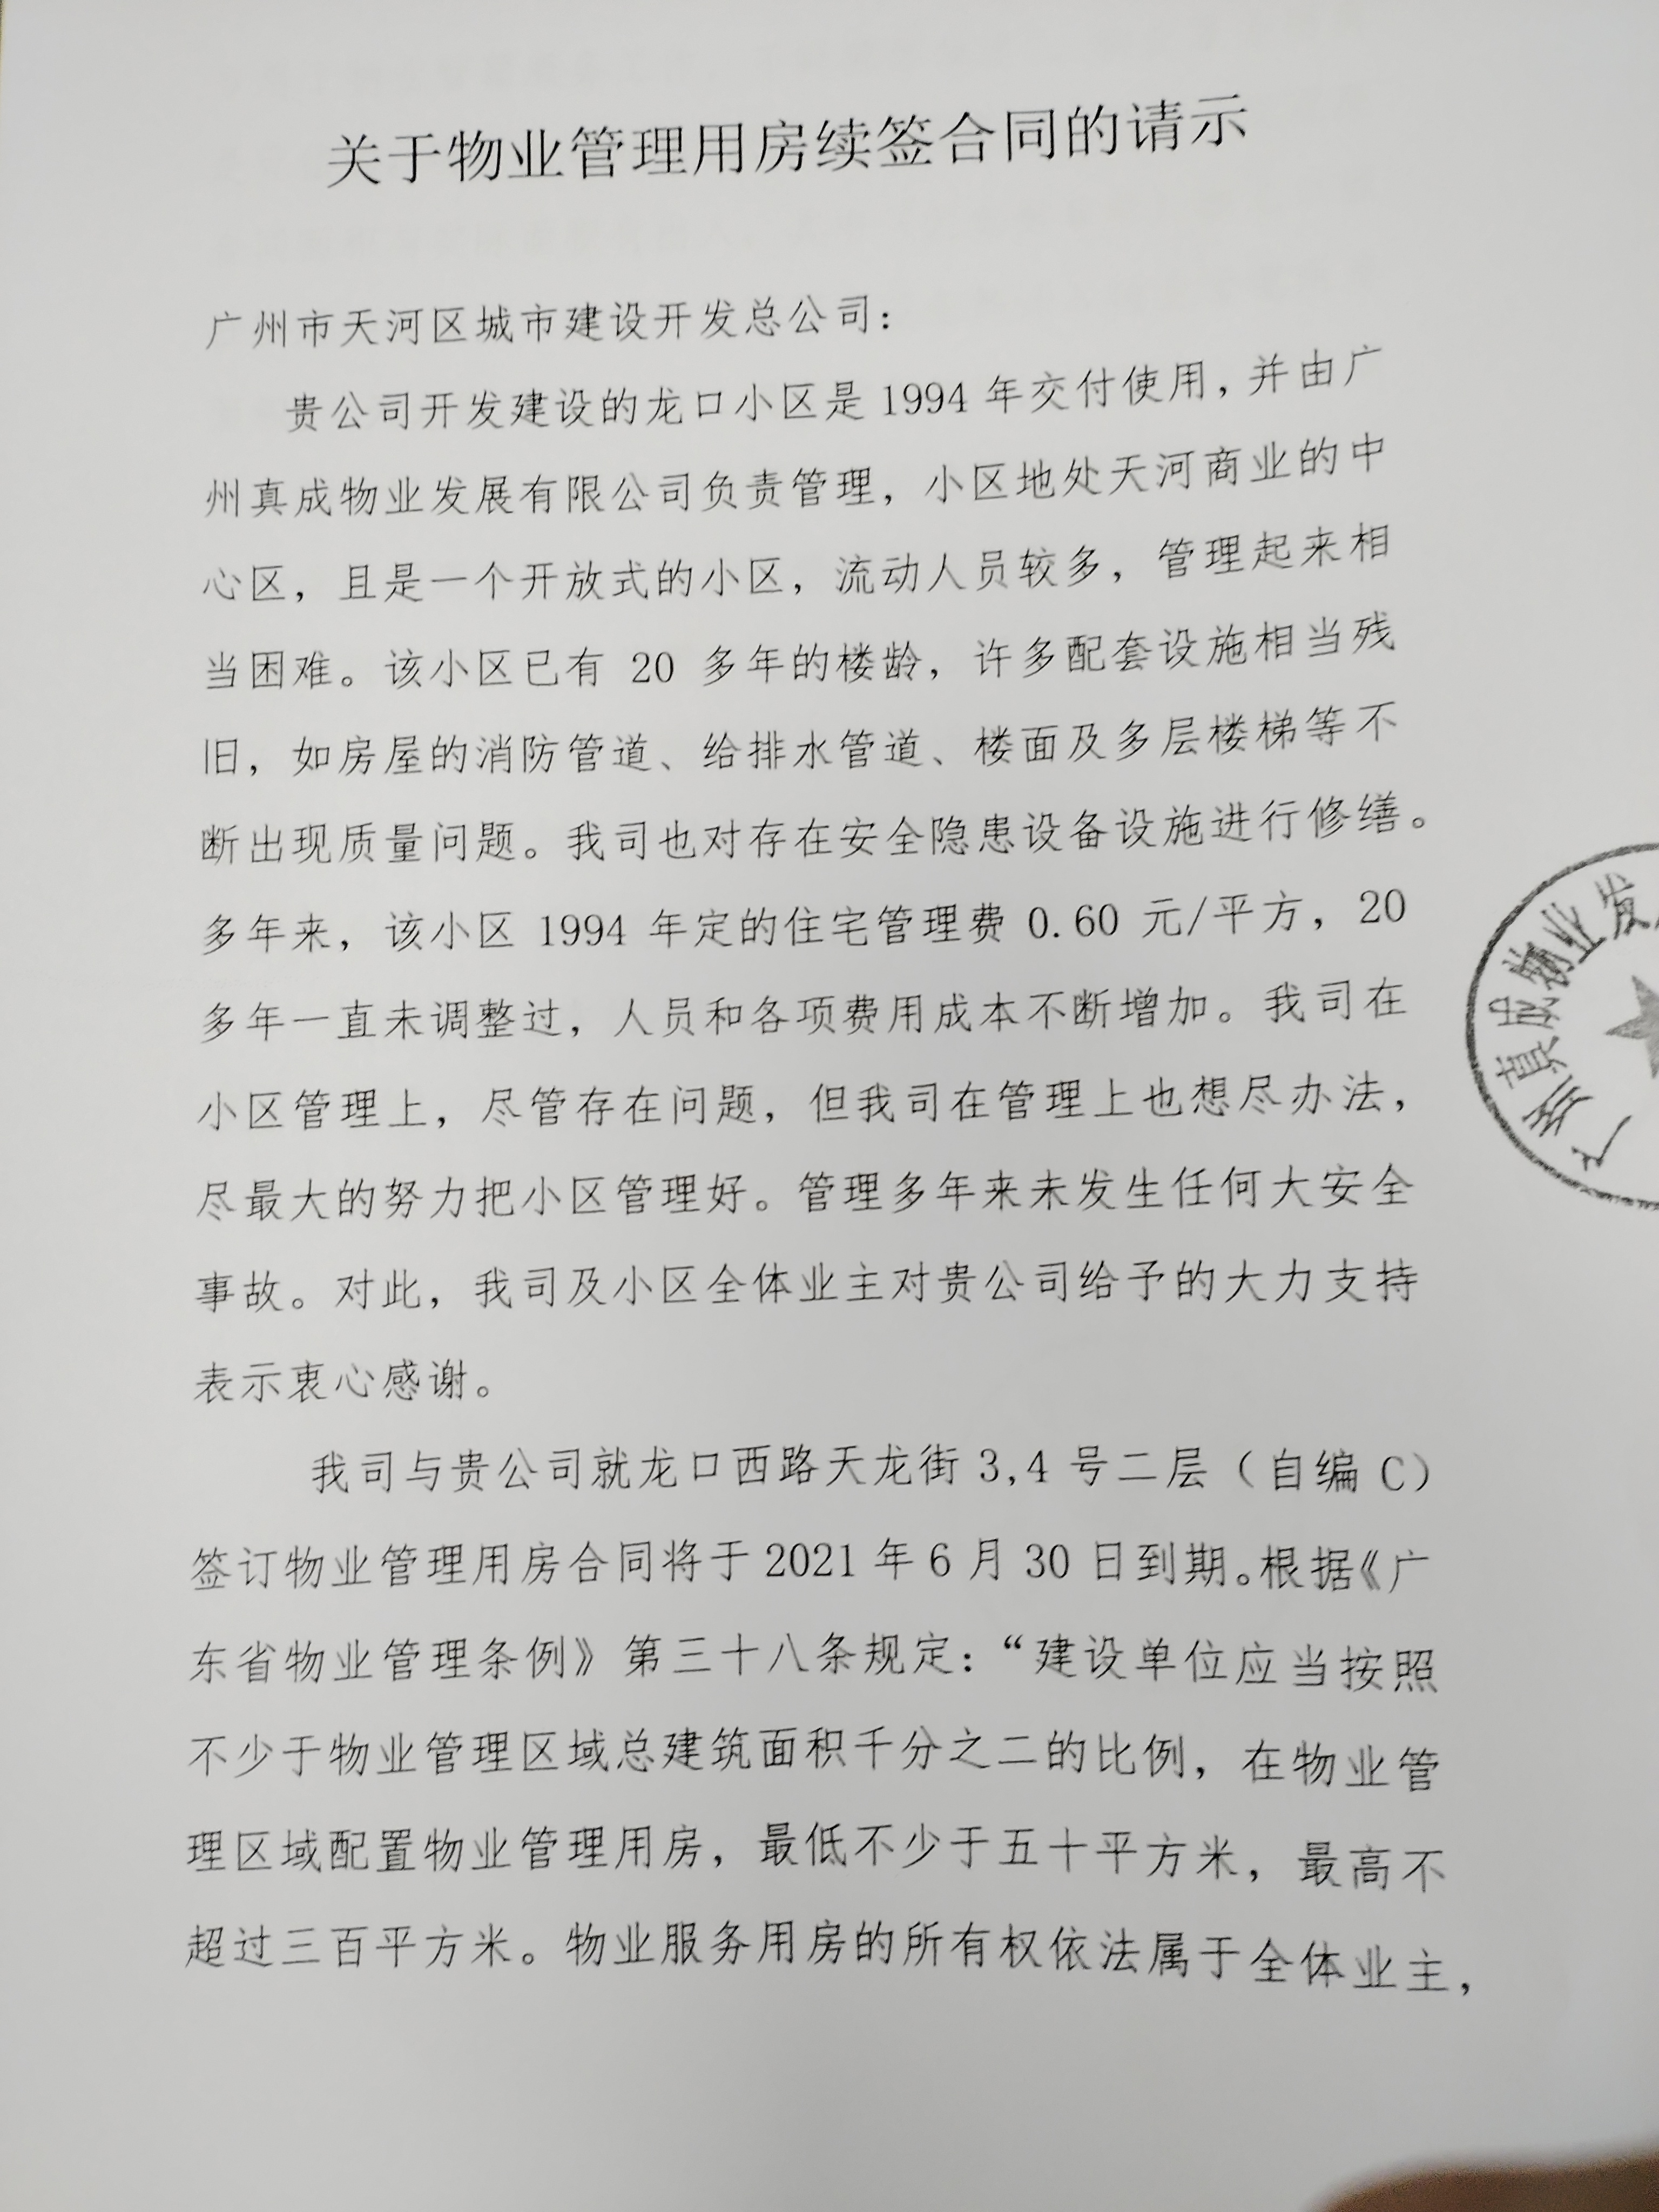 关于物业管理用房续签合同的请示
广州市天河区城市建设开发总公司：
贵公司开发建设的龙口小区是1994年交付使用，并由广
州真成物业发展有限公司负责管理，小区地处天河商业的中
心区，且是一个开放式的小区，流动人员较多，管理起来相
当困难。该小区已有 20 多年的楼龄，许多配套设施相当残
旧，如房屋的消防管道、给排水管道、楼面及多层楼梯等不
断出现质量问题。我司也对存在安全隐患设备设施进行修缮。
多年来，该小区 1994 年定的住宅管理费 0.60 元/平方，20
多年一直未调整过，人员和各项费用成本不断增加。我司在
小区管理上，尽管存在问题，但我司在管理上也想尽办法，
尽最大的努力把小区管理好。管理多年来未发生任何大安全
事故。对此，我司及小区全体业主对贵公司给予的大力支持
表示衷心感谢。
我司与贵公司就龙口西路天龙街 3,4 号二层（自编 C）
签订物业管理用房合同将于 2021 年 6 月 30 日到期。根据《广
东省物业管理条例》第三十八条规定：“建设单位应当按照
不少于物业管理区域总建筑面积千分之二的比例，在物业管
理区域配置物业管理用房，最低不少于五十平方米，最高不
超过三百平方米。物业服务用房的所有权依法属于全体业主，
广州真成物业发